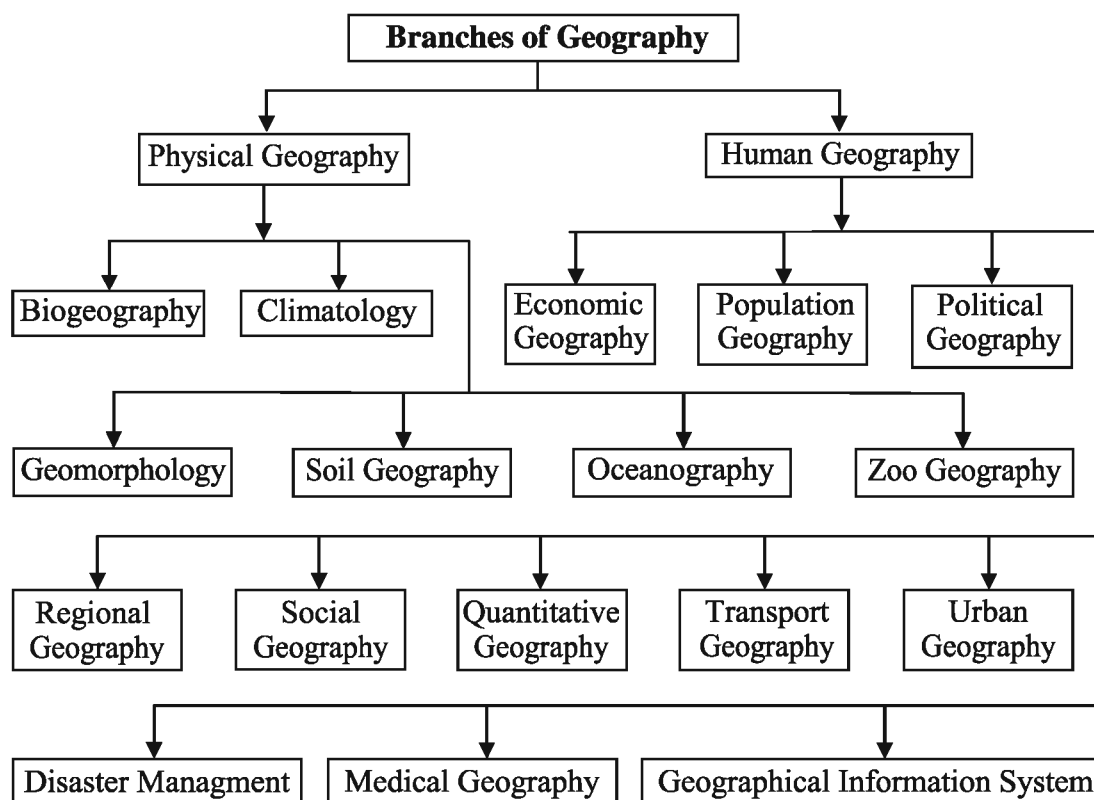 Branches of Geography
Physical Geography
Human Geography
Biogeography
Climatology
Economic
Geography
Population
Geography
Political
Geography
Geomorphology
Soil Geography
Oceanography
Zoo Geography
Regional
Geography
Social
Geography
Quantitative
Geography
Transport
Geography
Urban
Geography
Disaster Managment
Medical Geography
Geographical Information System